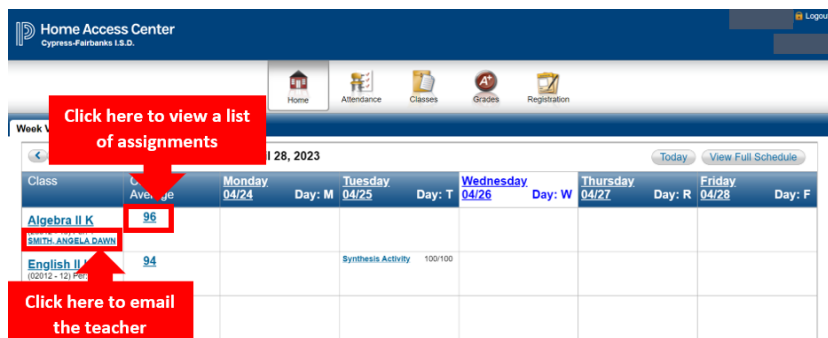 Home Access Center
Cypress-Fairbanks I.S.D.
Logou
Home
Attendance
Classes
Grades
Registration
Click here to view a list
of assignments
Week V
28, 2023
Today
View Full Schedule
Class
Monday
04/24 Day: M
Tuesday
04/25 Day: T
Wednesday
04/26 Day: W
Thursday
04/27 Day: R
Friday
04/28 Day: F
Algebra II K
96
SMITH, ANGELA DAWN
English II
94
Synthesis Activity 100/100
(02012 - 12) Per
Click here to email
the teacher